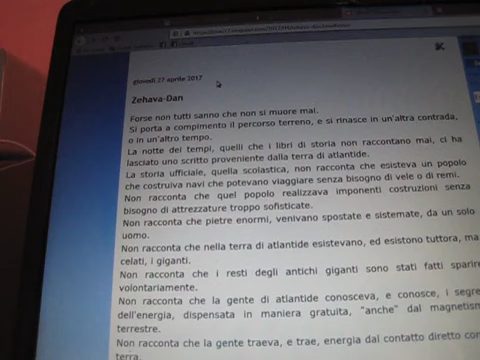 giovedì 27 aprile 2017
Zehava-Dan
Forse non tutti sanno che non si muore mai.
Si porta a compimento il percorso terreno, e si rinasce in un'altra contrada,
o in un'altro tempo.
La notte dei tempi, quelli che i libri di storia non raccontano mai, ci ha
lasciato uno scritto proveniente dalla terra di atlantide.
La storia ufficiale, quella scolastica, non racconta che esisteva un popolo
che costruiva navi che potevano viaggiare senza bisogno di vele o di remi.
Non racconta che quel popolo realizzava imponenti costruzioni senza
bisogno di attrezzature troppo sofisticate.
Non racconta che pietre enormi, venivano spostate e sistemate, da un solo
uomo.
Non racconta che nella terra di atlantide esistevano, ed esistono tuttora, ma
celati, i giganti.
Non racconta che i resti degli antichi giganti sono stati fatti sparire
volontariamente.
Non racconta che la gente di atlantide conosceva, e conosce, i segre
dell'energia, dispensata in maniera gratuita, "anche" dal magnetism
terrestre.
Non racconta che la gente traeva, e trae, energia dal contatto diretto con
terra.